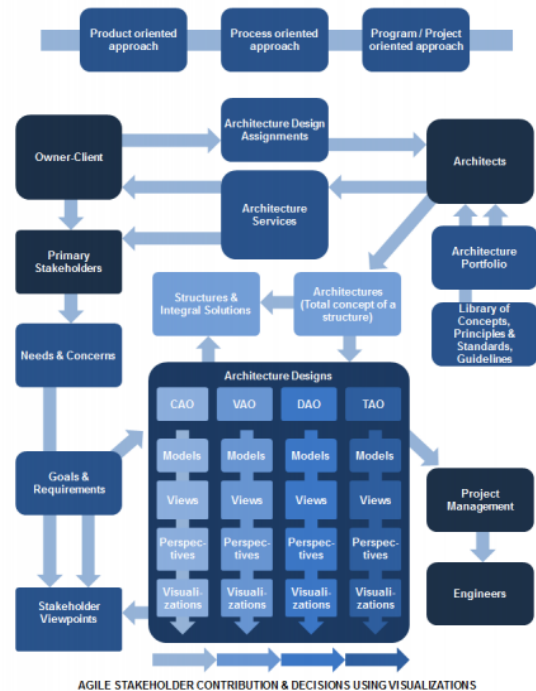 Product oriented
approach
Process oriented
approach
Program / Project
oriented approach
Owner-Client
Architecture Design
Assignments
Architects
Architecture
Services
Primary
Stakeholders
Architecture
Portfolio
Structures &
Integral Solutions
Architectures
(Total concept of a
structure)
Library of
Concepts,
Principles &
Standards,
Guidelines
Needs & Concerns
Architecture Designs
CAO
VAO
DAO
TAO
Models
Models
Models
Models
Goals &
Requirements
Views
Views
Views
Views
Project
Management
Perspec-
tives
Perspec-
tives
Perspec-
tives
Perspec-
tives
Stakeholder
Viewpoints
Visuali-
zations
Visuali-
zations
Visuali-
zations
Visuali-
zations
Engineers
AGILE STAKEHOLDER CONTRIBUTION & DECISIONS USING VISUALIZATIONS